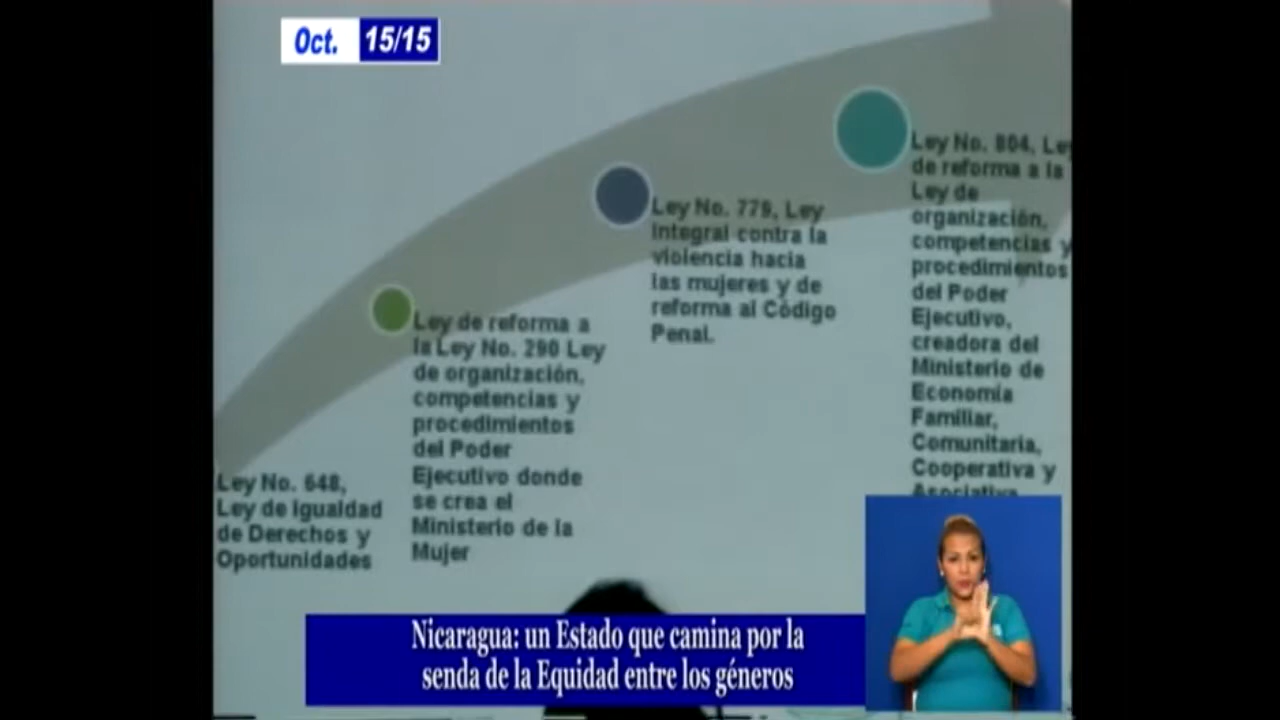 Oct. 15/15
Ley No. 648,
Ley de Igualdad
de Derechos y
Oportunidades
Ley de reforma a
la Ley No. 290 Ley
de organización,
competencias y
procedimientos
del Poder
Ejecutivo donde
se crea el
Ministerio de la
Mujer
Ley No. 779, Ley
Integral contra la
violencia hacia
las mujeres y de
reforma al Código
Penal.
Ley No. 804, Ley
de reforma a la
Ley de
organización,
competencias y
procedimientos
del Poder
Ejecutivo,
creadora del
Ministerio de
Economía
Familiar,
Comunitaria,
Cooperativa y
Asociativa
Nicaragua: un Estado que camina por la
senda de la Equidad entre los géneros